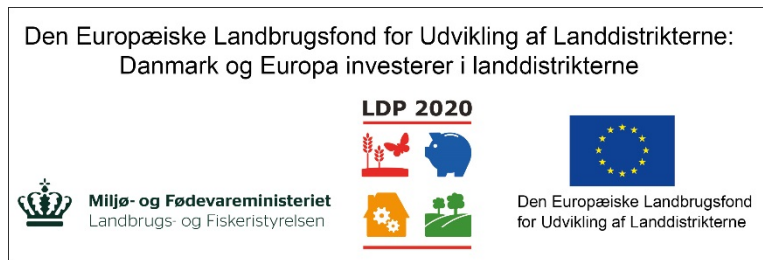 Den Europæiske Landbrugsfond for Udvikling af Landdistrikterne:
Danmark og Europa investerer i landdistrikterne
LDP 2020
Miljø- og Fødevareministeriet
Landbrugs- og Fiskeristyrelsen
Den Europæiske Landbrugsfond
for Udvikling af Landdistrikterne